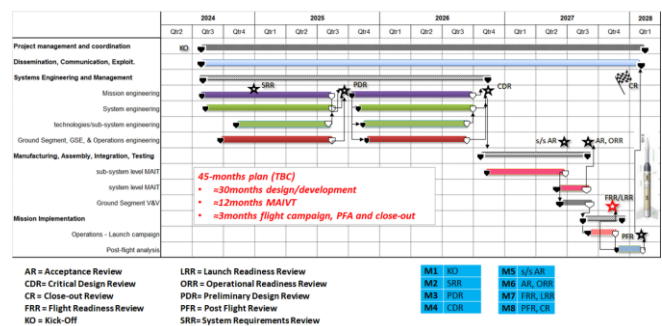 2024 2025 2026 2027 2028
Qtr2 Qtr3 Qtr4 Qtr1 Qtr2 Qtr3 Qtr4 Qtr1 Qtr2 Qtr3 Qtr4 Qtr1 Qtr2 Qtr3 Qtr4 Qtr1
Project management and coordination KO
Dissemination, Communication, Exploit.
Systems Engineering and Management SRR PDR CDR CR
Mission engineering
System engineering
technologies/sub-system engineering
Ground Segment, GSE, & Operations engineering s/s AR AR, ORR
Manufacturing, Assembly, Integration, Testing
sub-system level MAIT
system level MAIT
Ground Segment V&V FRR/LRR
Mission Implementation
Operations - Launch campaign PFR
Post-flight analysis
45-months plan (TBC)
• ≈30months design/development
• ≈12months MAIVT
• ≈3months flight campaign, PFA and close-out
AR = Acceptance Review LRR = Launch Readiness Review M1 KO M5 s/s AR
CDR= Critical Design Review ORR = Operational Readiness Review M2 SRR M6 AR, ORR
CR = Close-out Review PDR= Preliminary Design Review M3 PDR M7 FRR, LRR
FRR = Flight Readiness Review PFR = Post Flight Review M4 CDR M8 PFR, CR
KO = Kick-Off SRR= System Requirements Review